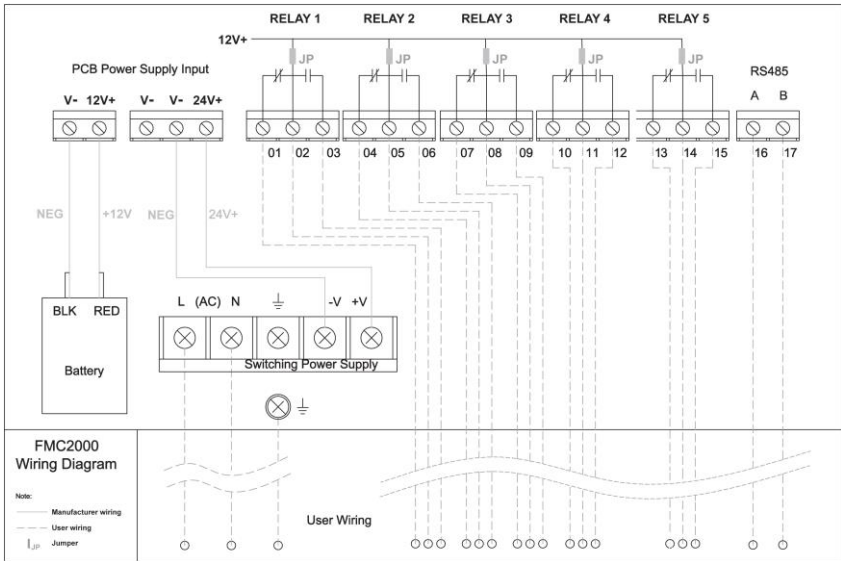 RELAY 1 RELAY 2 RELAY 3 RELAY 4 RELAY 5
12V+
JP JP JP JP JP
PCB Power Supply Input
RS485
V- 12V+ V- V- 24V+
A B
01 02 03 04 05 06 07 08 09 10 11 12 13 14 15 16 17
NEG +12V NEG 24V+
L (AC) N ⏚ -V +V
BLK RED
Battery
Switching Power Supply
⏚
FMC2000
Wiring Diagram
Note:
Manufacturer wiring
User wiring
JP Jumper
User Wiring